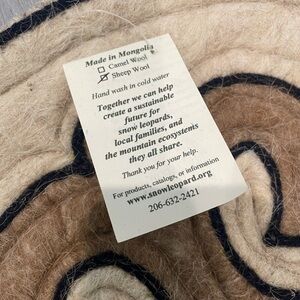 Made in Mongolia
Camel Wool
Sheep Wool
Hand wash in cold water
Together we can help
create a sustainable
future for
snow leopards,
local families, and
the mountain ecosystems
they all share.
Thank you for your help.
For products, catalogs, or information
www.snowleopard.org
206-632-2421